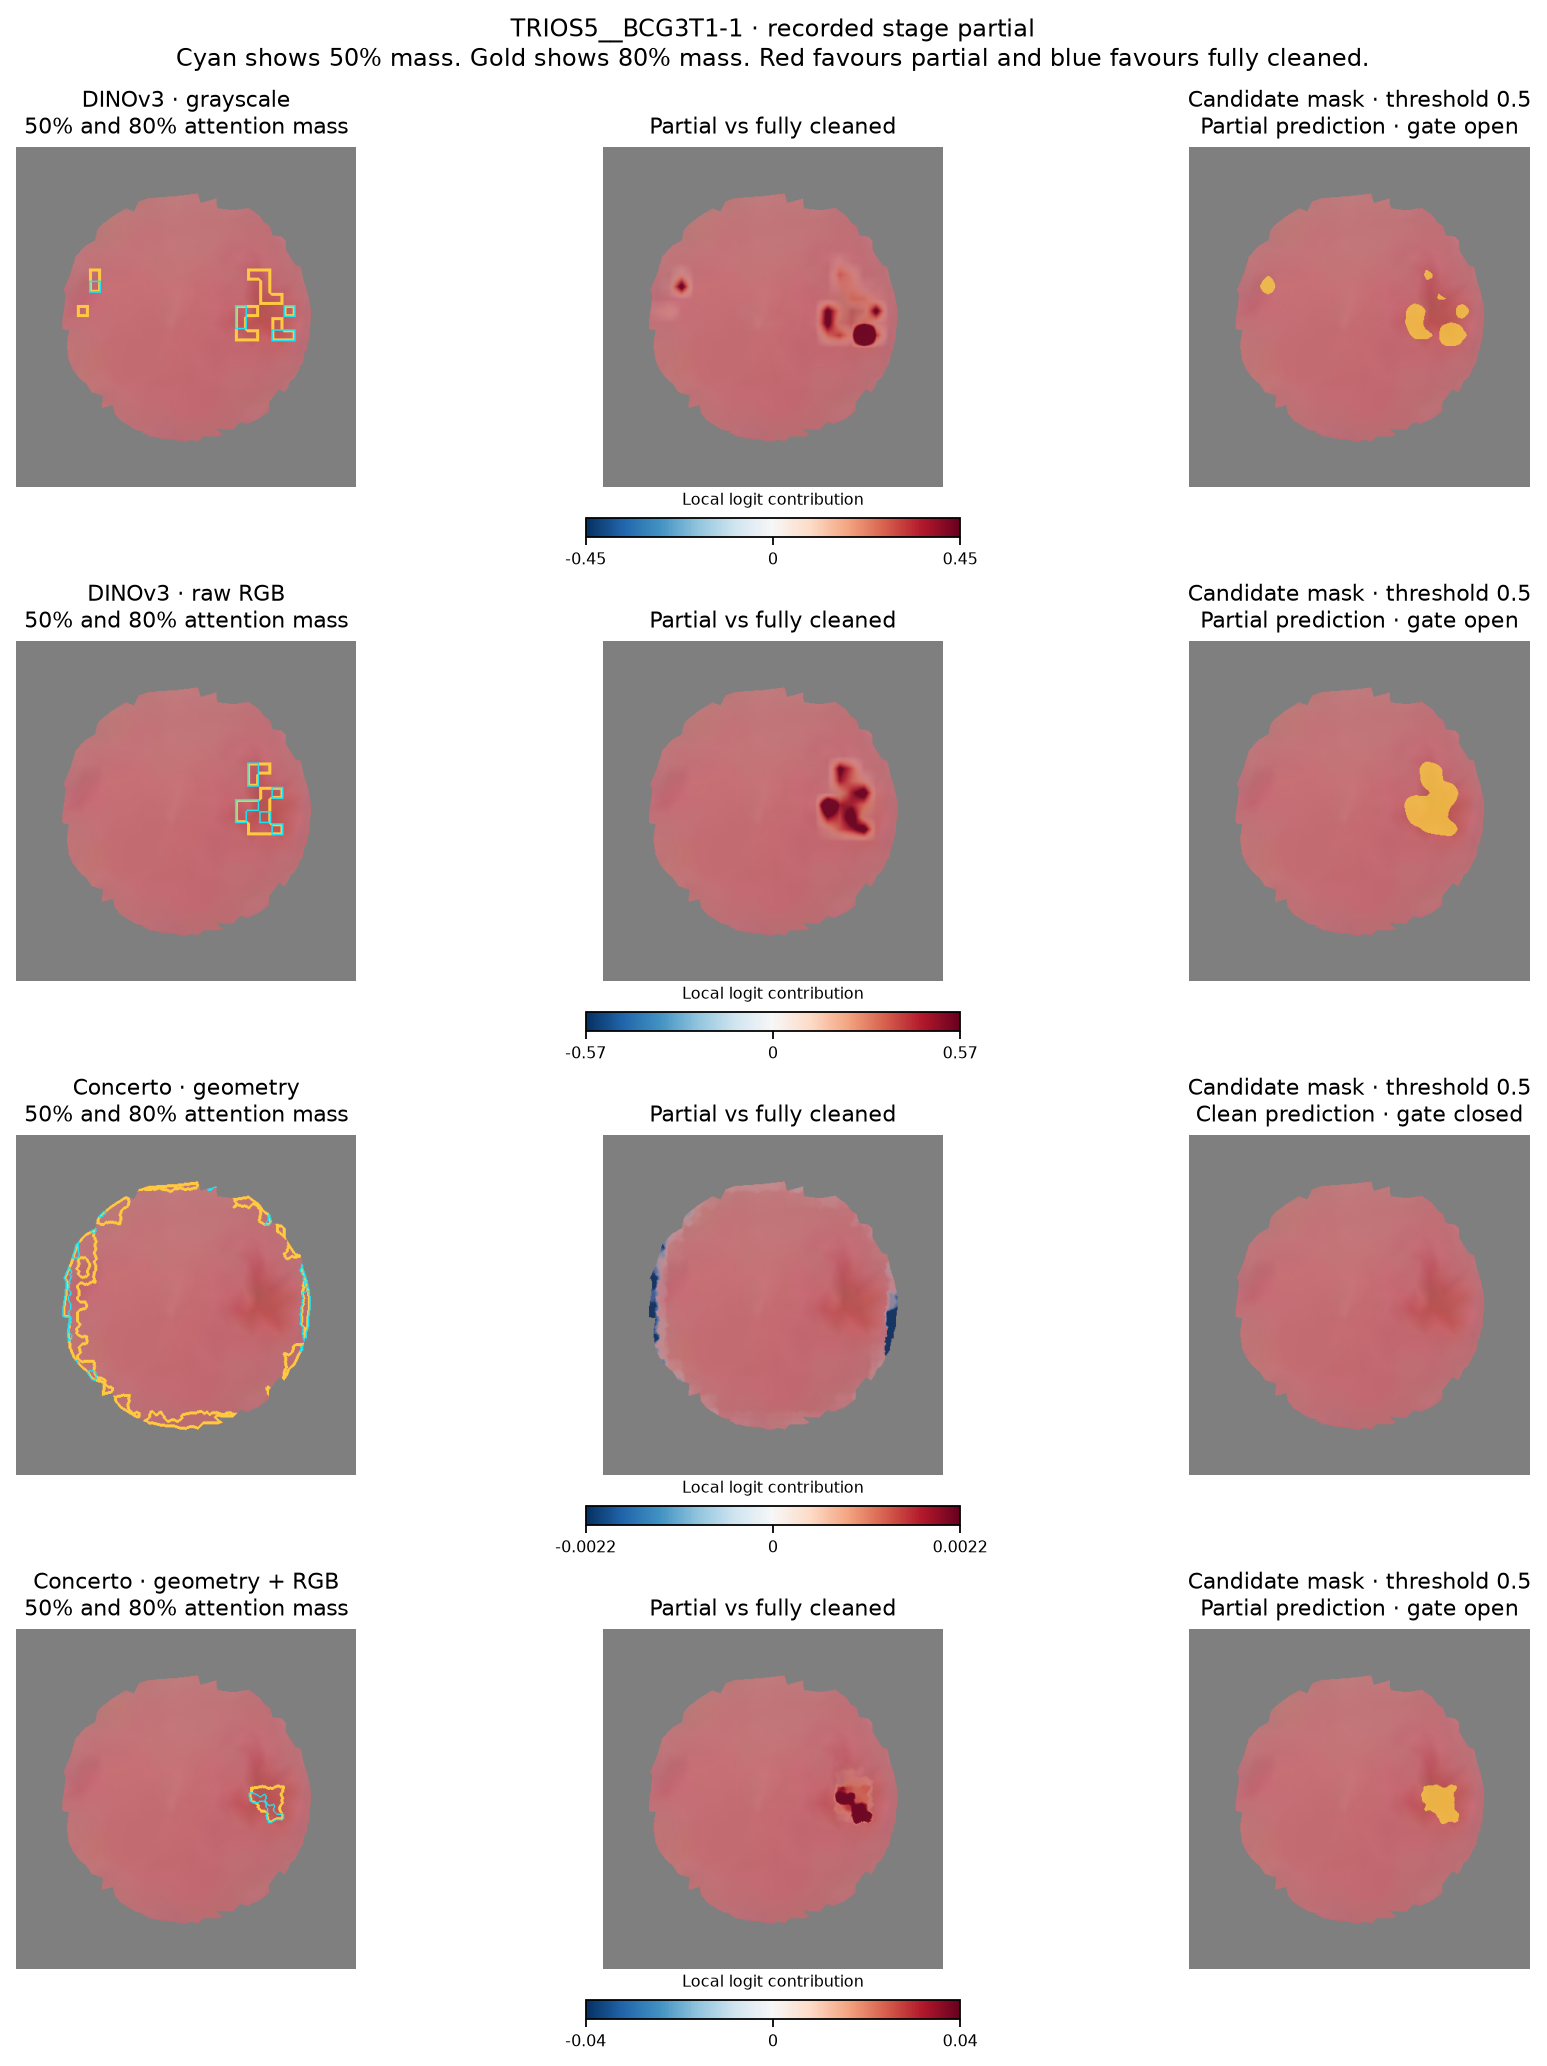 TRIOS5__BCG3T1-1 · recorded stage partial
Cyan shows 50% mass. Gold shows 80% mass. Red favours partial and blue favours fully cleaned.
DINOv3 · grayscale
50% and 80% attention mass
Partial vs fully cleaned
Candidate mask · threshold 0.5
Partial prediction · gate open
Local logit contribution
-0.45 0 0.45
DINOv3 · raw RGB
50% and 80% attention mass
Partial vs fully cleaned
Candidate mask · threshold 0.5
Partial prediction · gate open
Local logit contribution
-0.57 0 0.57
Concerto · geometry
50% and 80% attention mass
Partial vs fully cleaned
Candidate mask · threshold 0.5
Clean prediction · gate closed
Local logit contribution
-0.0022 0 0.0022
Concerto · geometry + RGB
50% and 80% attention mass
Partial vs fully cleaned
Candidate mask · threshold 0.5
Partial prediction · gate open
Local logit contribution
-0.04 0 0.04